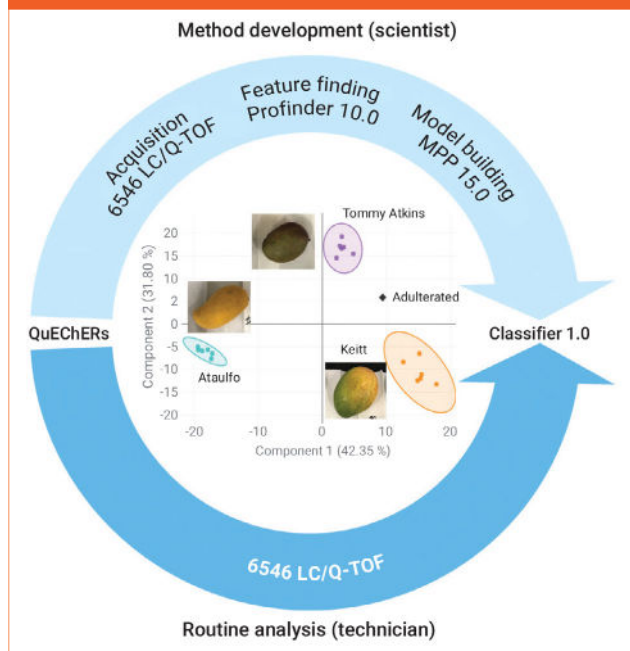 Method development (scientist)
Acquisition
6546 LC/Q-TOF
Feature finding
Profinder 10.0
Model building
MPP 15.0
QuEChERs
Classifier 1.0
Component 2 (31.80 %)
20
15
10
2
0
-5
-10
-15
-20
Tommy Atkins
Adulterated
Ataulfo
Keitt
-20
-10
0
10
20
Component 1 (42.35 %)
6546 LC/Q-TOF
Routine analysis (technician)